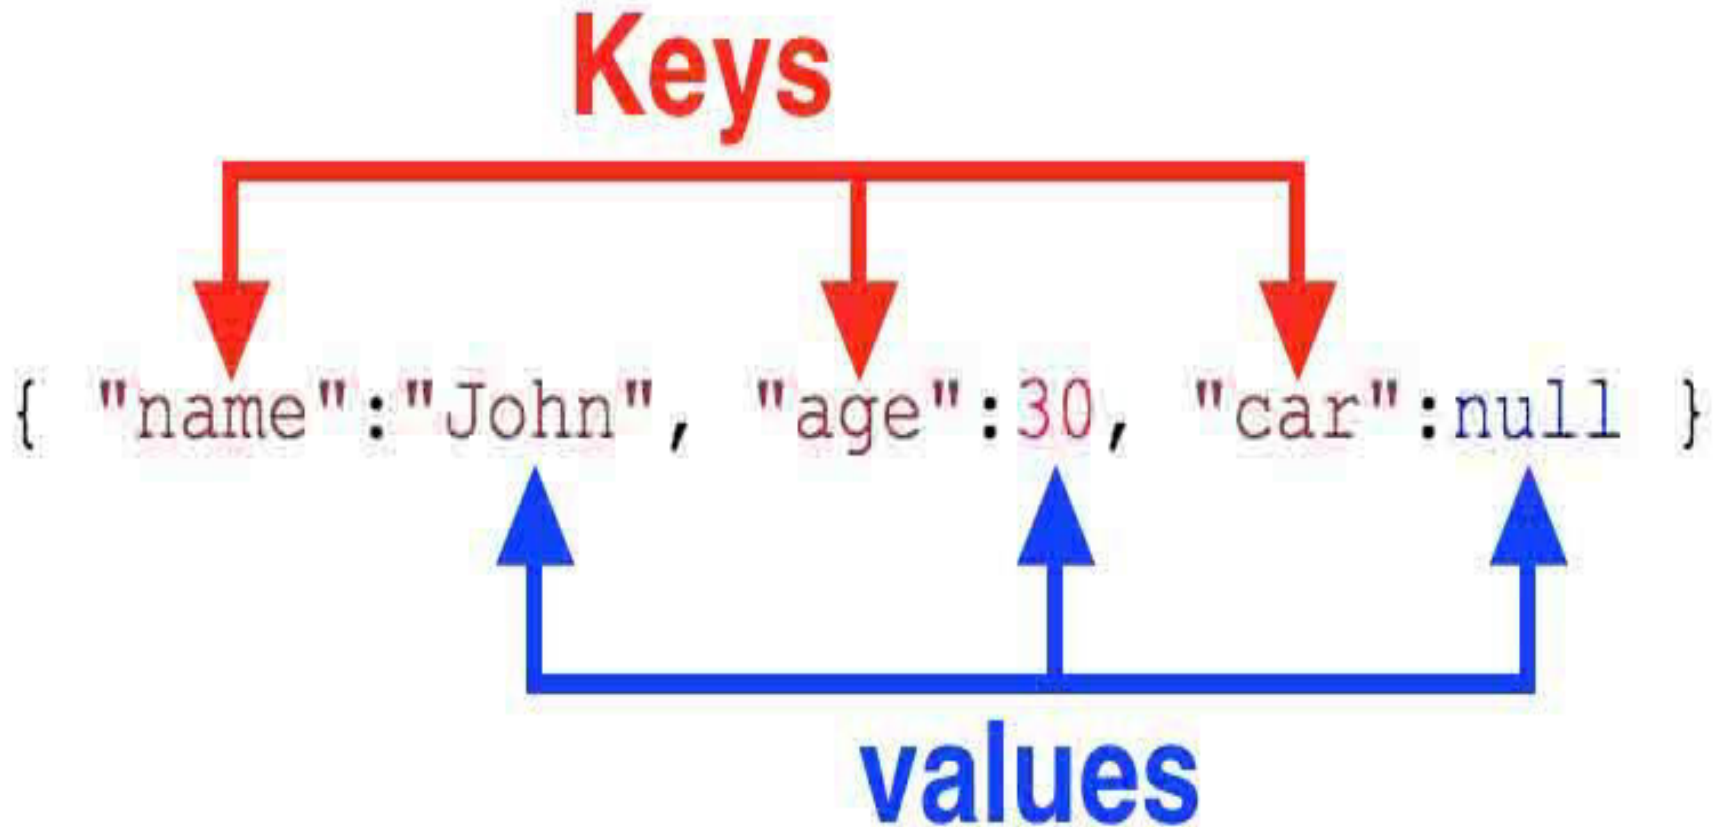 Keys
{ "name":"John", "age":30, "car":null }
values